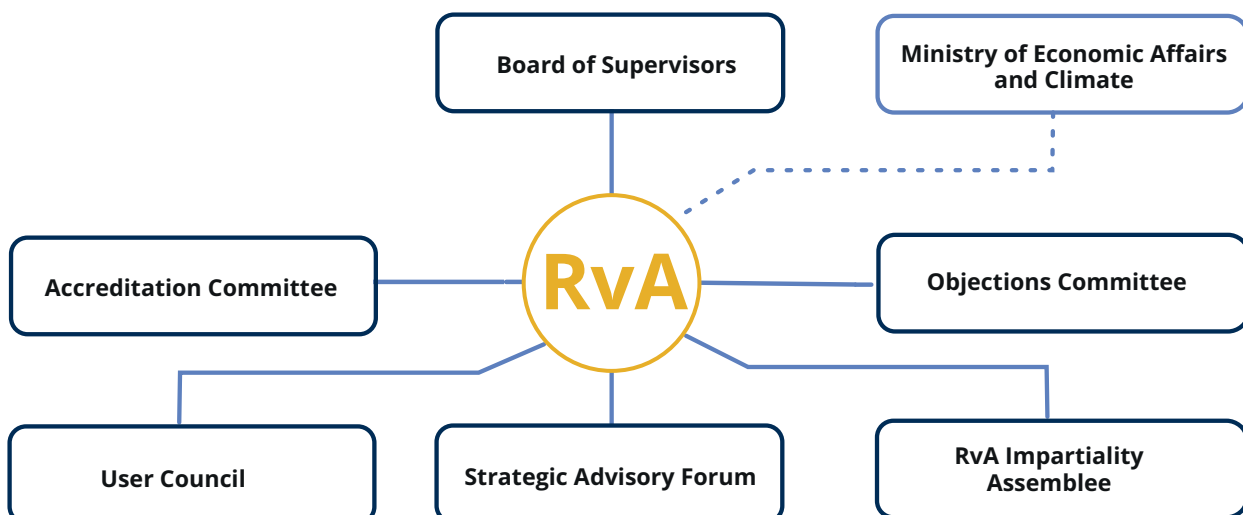 Board of Supervisors
Ministry of Economic Affairs
and Climate
RvA
Accreditation Committee
Objections Committee
User Council
Strategic Advisory Forum
RvA Impartiality
Assemblee